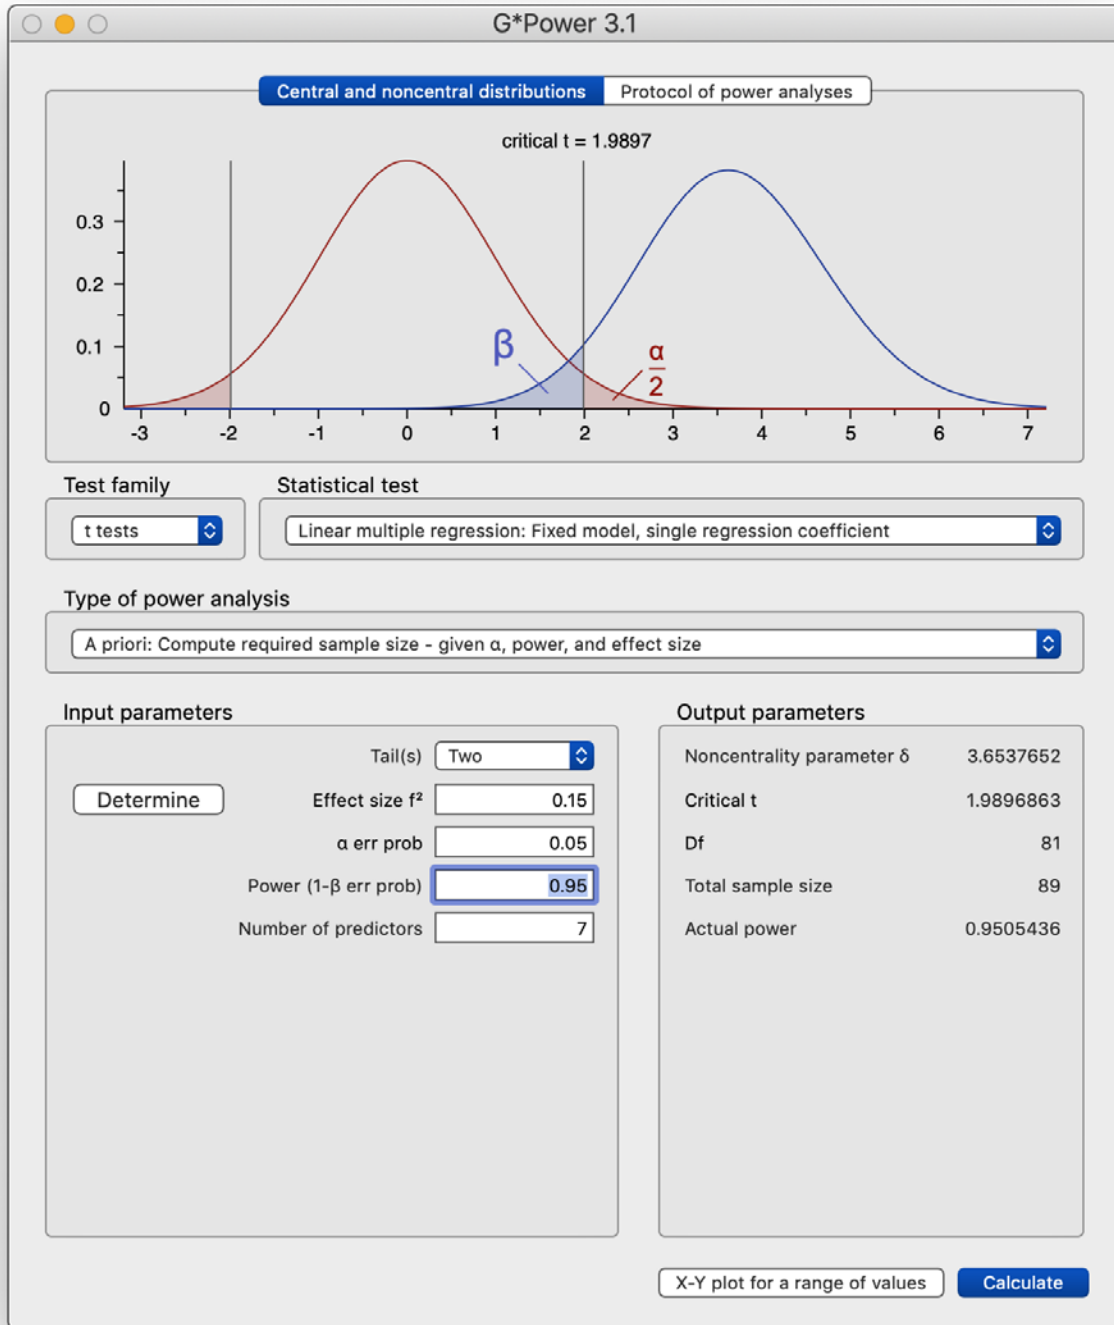 G*Power 3.1
Central and noncentral distributions Protocol of power analyses
critical t = 1.9897
0.3
0.2
0.1
0
β
α
2
-3 -2 -1 0 1 2 3 4 5 6 7
Test family Statistical test
t tests Linear multiple regression: Fixed model, single regression coefficient
Type of power analysis
A priori: Compute required sample size - given α, power, and effect size
Input parameters
Tail(s) Two
Determine Effect size f² 0.15
α err prob 0.05
Power (1-β err prob) 0.95
Number of predictors 7
Output parameters
Noncentrality parameter δ 3.6537652
Critical t 1.9896863
Df 81
Total sample size 89
Actual power 0.9505436
X-Y plot for a range of values Calculate